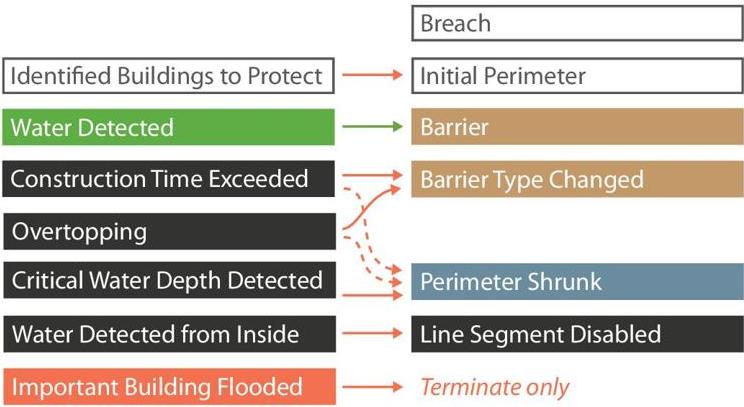 Breach
Identified Buildings to Protect
Initial Perimeter
Water Detected
Barrier
Construction Time Exceeded
Barrier Type Changed
Overtopping
Critical Water Depth Detected
Perimeter Shrunk
Water Detected from Inside
Line Segment Disabled
Important Building Flooded
Terminate only